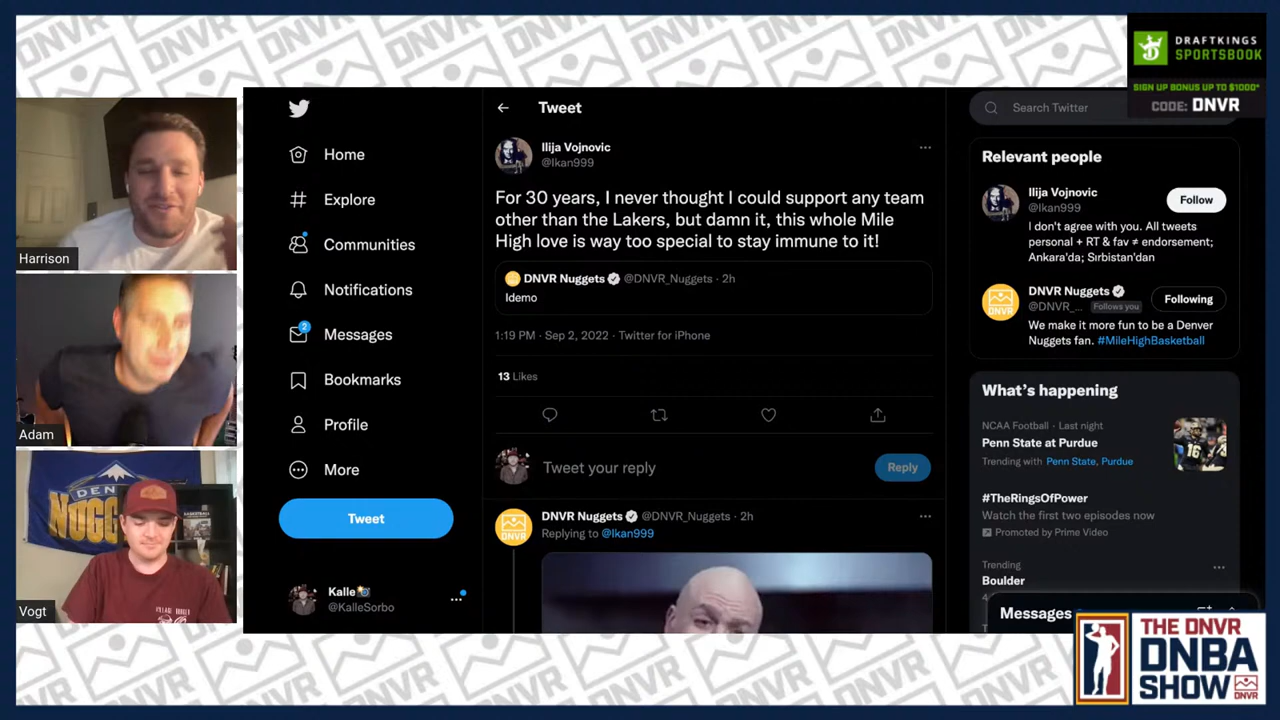 DRAFTKINGS
SPORTSBOOK
SIGN UP BONUS UP TO $1000*
CODE: DNVR
Harrison
Adam
DEN
NUGG
Vogt
Home
Explore
Communities
Notifications
2
Messages
Bookmarks
Profile
More
Tweet
Kalle
@KalleSorbo
Tweet
Ilija Vojnovic
@Ikan999
For 30 years, I never thought I could support any team
other than the Lakers, but damn it, this whole Mile
High love is way too special to stay immune to it!
DNVR Nuggets @DNVR_Nuggets · 2h
Idemo
1:19 PM · Sep 2, 2022 · Twitter for iPhone
13 Likes
Tweet your reply
Reply
DNVR Nuggets @DNVR_Nuggets · 2h
Replying to @Ikan999
Search Twitter
Relevant people
Ilija Vojnovic
@Ikan999
Follow
I don't agree with you. All tweets
personal + RT & fav ≠ endorsement;
Ankara'da; Sırbistan'dan
DNVR Nuggets
@DNVR_... Follows you
Following
We make it more fun to be a Denver
Nuggets fan. #MileHighBasketball
What's happening
NCAA Football · Last night
Penn State at Purdue
Trending with Penn State, Purdue
#TheRingsOfPower
Watch the first two episodes now
Promoted by Prime Video
Trending
Boulder
Messages
THE DNVR
DNBA
SHOW
DNVR